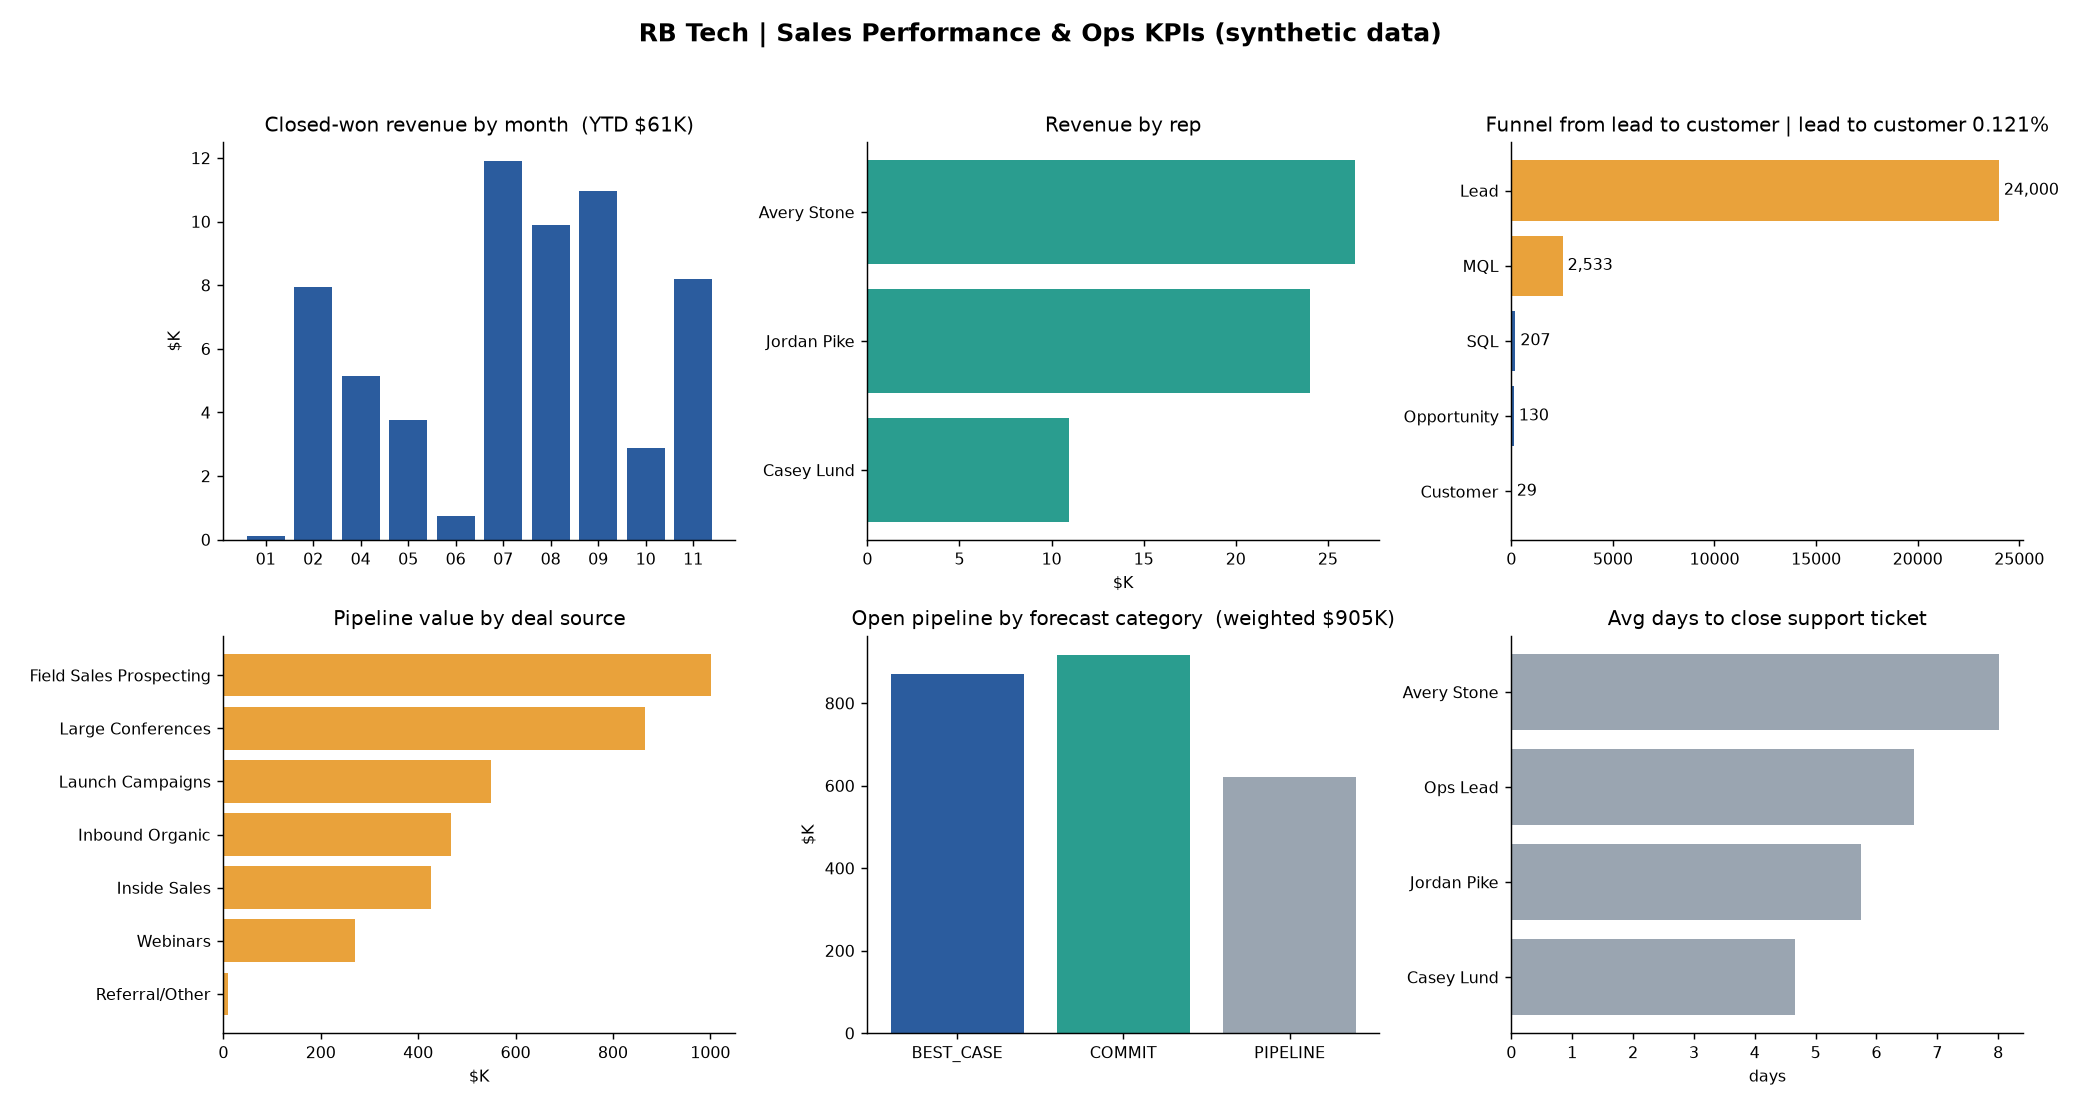 RB Tech | Sales Performance & Ops KPIs (synthetic data)
Closed-won revenue by month (YTD $61K)
$K
12
10
8
6
4
2
0
01 02 04 05 06 07 08 09 10 11
Revenue by rep
Avery Stone
Jordan Pike
Casey Lund
0 5 10 15 20 25
$K
Funnel from lead to customer | lead to customer 0.121%
Lead 24,000
MQL 2,533
SQL 207
Opportunity 130
Customer 29
0 5000 10000 15000 20000 25000
Pipeline value by deal source
Field Sales Prospecting
Large Conferences
Launch Campaigns
Inbound Organic
Inside Sales
Webinars
Referral/Other
0 200 400 600 800 1000
$K
Open pipeline by forecast category (weighted $905K)
$K
800
600
400
200
0
BEST_CASE COMMIT PIPELINE
Avg days to close support ticket
Avery Stone
Ops Lead
Jordan Pike
Casey Lund
0 1 2 3 4 5 6 7 8
days